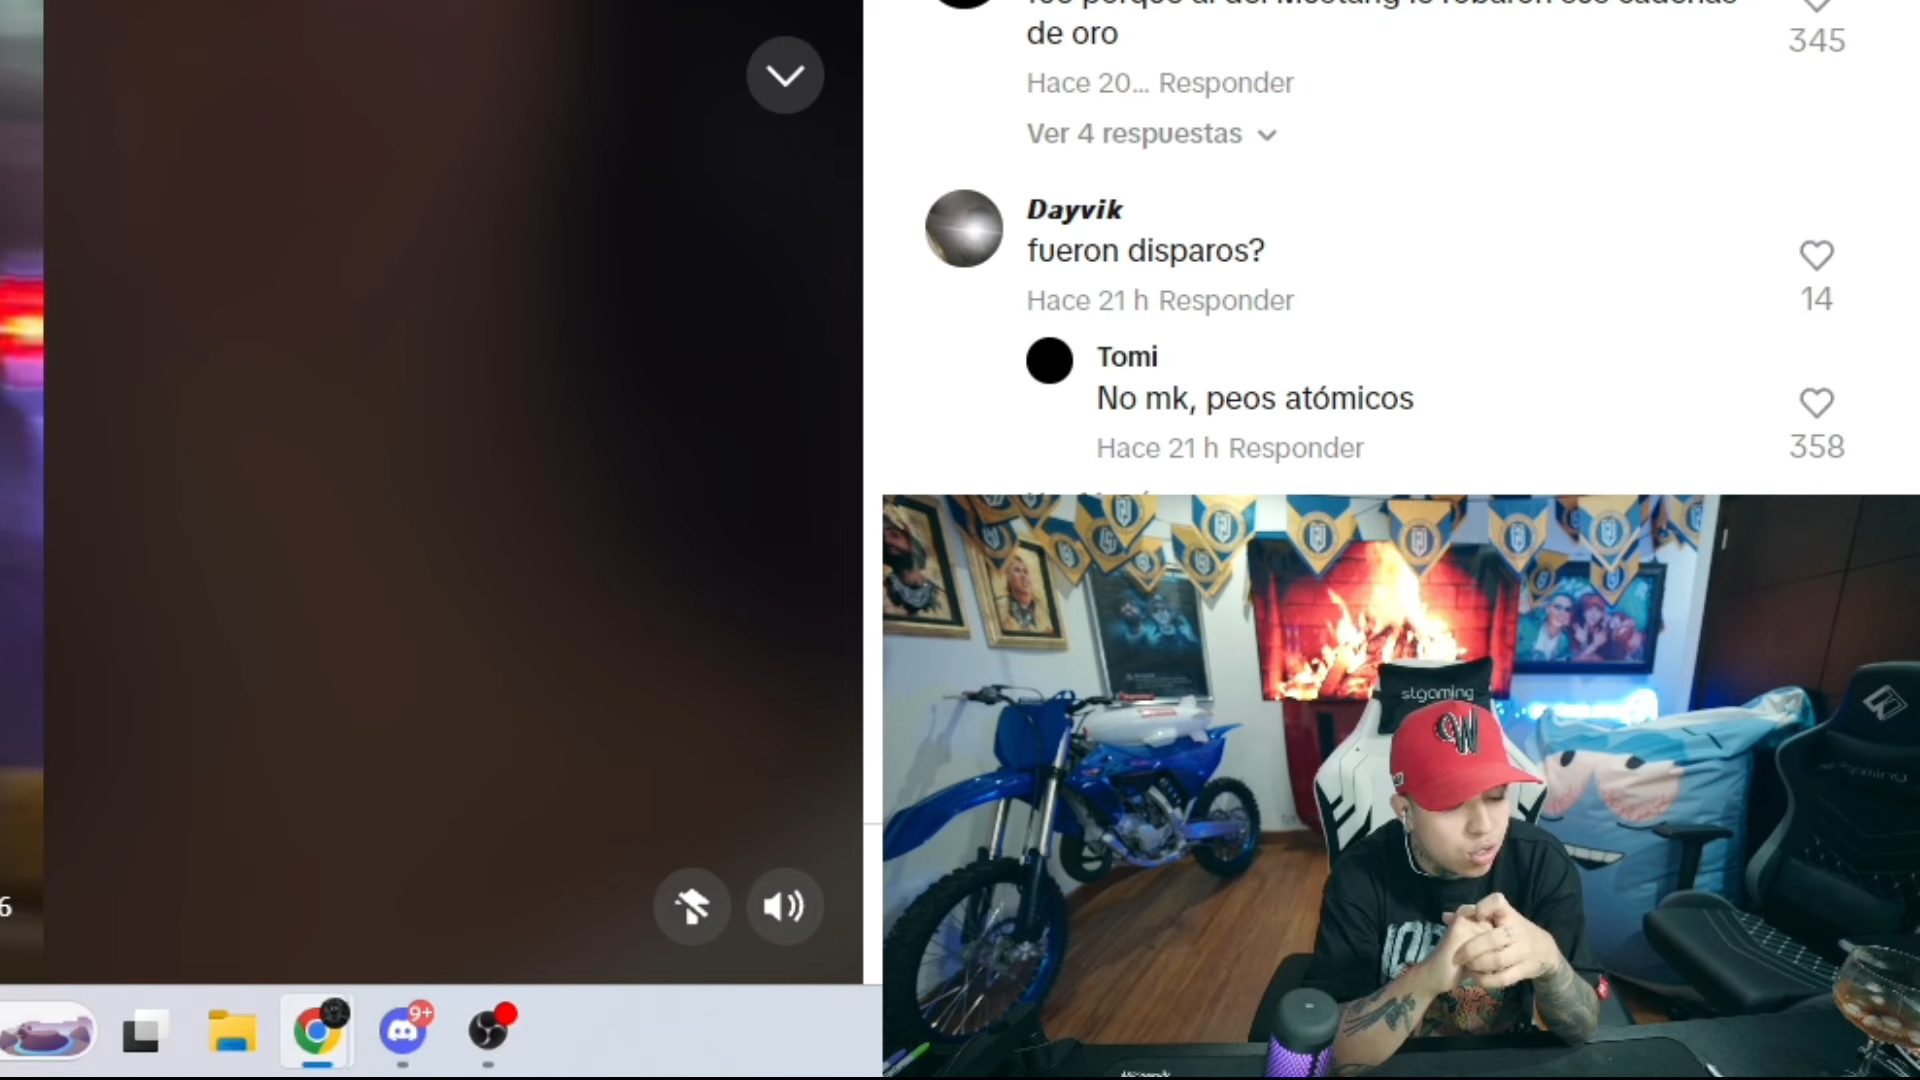 de oro
345
Hace 20... Responder
Ver 4 respuestas
Dayvik
fueron disparos?
Hace 21 h Responder
14
Tomi
No mk, peos atómicos
Hace 21 h Responder
358
stgaming
W
6
9+